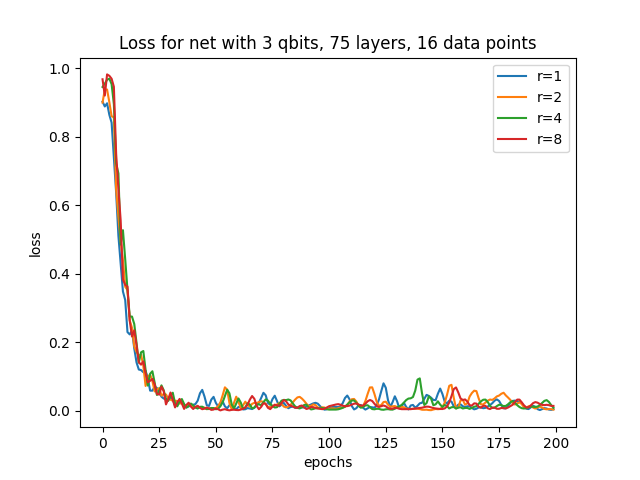 Loss for net with 3 qbits, 75 layers, 16 data points
1.0
0.8
0.6
0.4
0.2
0.0
loss
r=1
r=2
r=4
r=8
0 25 50 75 100 125 150 175 200
epochs